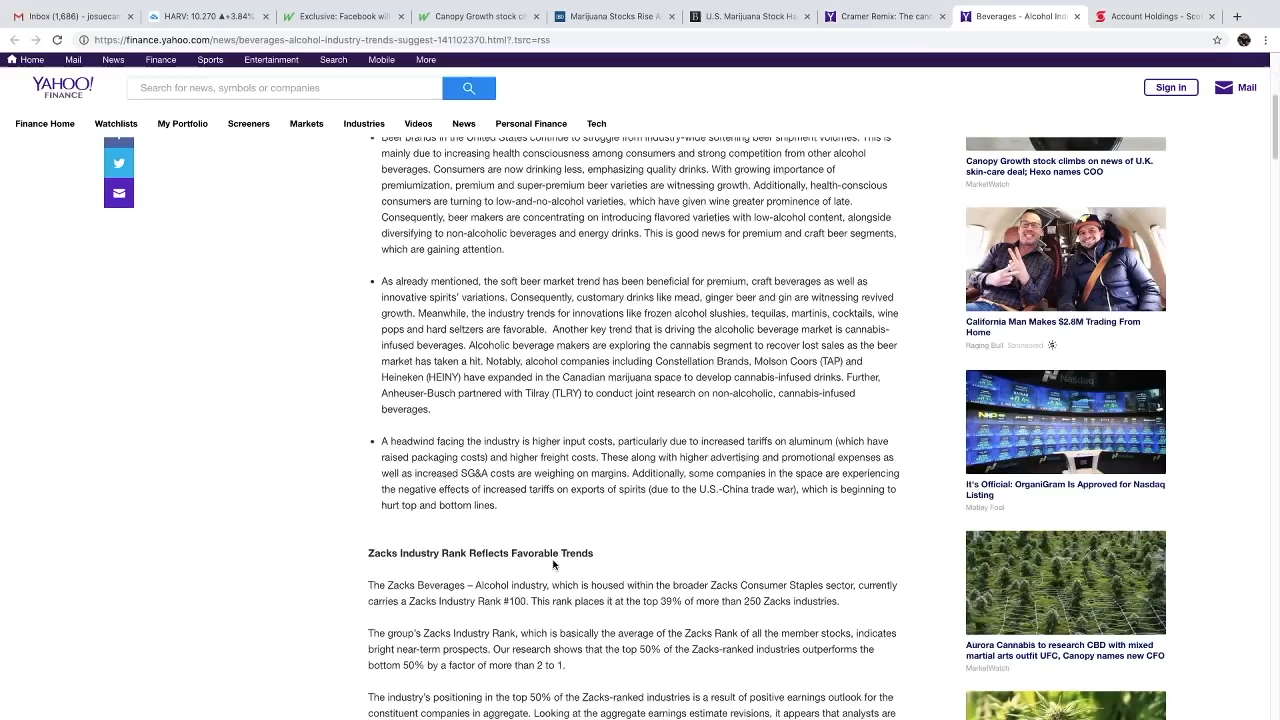 Inbox (1,686) - josuecam
HARV: 10.270 ▲+3.84%
Exclusive: Facebook will
Canopy Growth stock cl
Marijuana Stocks Rise A
U.S. Marijuana Stock Ha
Cramer Remix: The cann
Beverages - Alcohol Ind
Account Holdings - Sco
https://finance.yahoo.com/news/beverages-alcohol-industry-trends-suggest-141102370.html?.tsrc=rss
Home Mail News Finance Sports Entertainment Search Mobile More
YAHOO!
FINANCE
Search for news, symbols or companies
Sign in
Mail
Finance Home Watchlists My Portfolio Screeners Markets Industries Videos News Personal Finance Tech
Beer brands in the United States continue to struggle from industry-wide softening beer shipment volumes. This is
mainly due to increasing health consciousness among consumers and strong competition from other alcohol
beverages. Consumers are now drinking less, emphasizing quality drinks. With growing importance of
premiumization, premium and super-premium beer varieties are witnessing growth. Additionally, health-conscious
consumers are turning to low-and-no-alcohol varieties, which have given wine greater prominence of late.
Consequently, beer makers are concentrating on introducing flavored varieties with low-alcohol content, alongside
diversifying to non-alcoholic beverages and energy drinks. This is good news for premium and craft beer segments,
which are gaining attention.
As already mentioned, the soft beer market trend has been beneficial for premium, craft beverages as well as
innovative spirits' variations. Consequently, customary drinks like mead, ginger beer and gin are witnessing revived
growth. Meanwhile, the industry trends for innovations like frozen alcohol slushies, tequilas, martinis, cocktails, wine
pops and hard seltzers are favorable. Another key trend that is driving the alcoholic beverage market is cannabis-
infused beverages. Alcoholic beverage makers are exploring the cannabis segment to recover lost sales as the beer
market has taken a hit. Notably, alcohol companies including Constellation Brands, Molson Coors (TAP) and
Heineken (HEINY) have expanded in the Canadian marijuana space to develop cannabis-infused drinks. Further,
Anheuser-Busch partnered with Tilray (TLRY) to conduct joint research on non-alcoholic, cannabis-infused
beverages.
A headwind facing the industry is higher input costs, particularly due to increased tariffs on aluminum (which have
raised packaging costs) and higher freight costs. These along with higher advertising and promotional expenses as
well as increased SG&A costs are weighing on margins. Additionally, some companies in the space are experiencing
the negative effects of increased tariffs on exports of spirits (due to the U.S.-China trade war), which is beginning to
hurt top and bottom lines.
Zacks Industry Rank Reflects Favorable Trends
The Zacks Beverages – Alcohol industry, which is housed within the broader Zacks Consumer Staples sector, currently
carries a Zacks Industry Rank #100. This rank places it at the top 39% of more than 250 Zacks industries.
The group's Zacks Industry Rank, which is basically the average of the Zacks Rank of all the member stocks, indicates
bright near-term prospects. Our research shows that the top 50% of the Zacks-ranked industries outperforms the
bottom 50% by a factor of more than 2 to 1.
The industry's positioning in the top 50% of the Zacks-ranked industries is a result of positive earnings outlook for the
constituent companies in aggregate. Looking at the aggregate earnings estimate revisions, it appears that analysts are
Canopy Growth stock climbs on news of U.K.
skin-care deal; Hexo names COO
MarketWatch
California Man Makes $2.8M Trading From
Home
Raging Bull Sponsored
Nasdaq
It's Official: OrganiGram Is Approved for Nasdaq
Listing
Motley Fool
Aurora Cannabis to research CBD with mixed
martial arts outfit UFC, Canopy names new CFO
MarketWatch